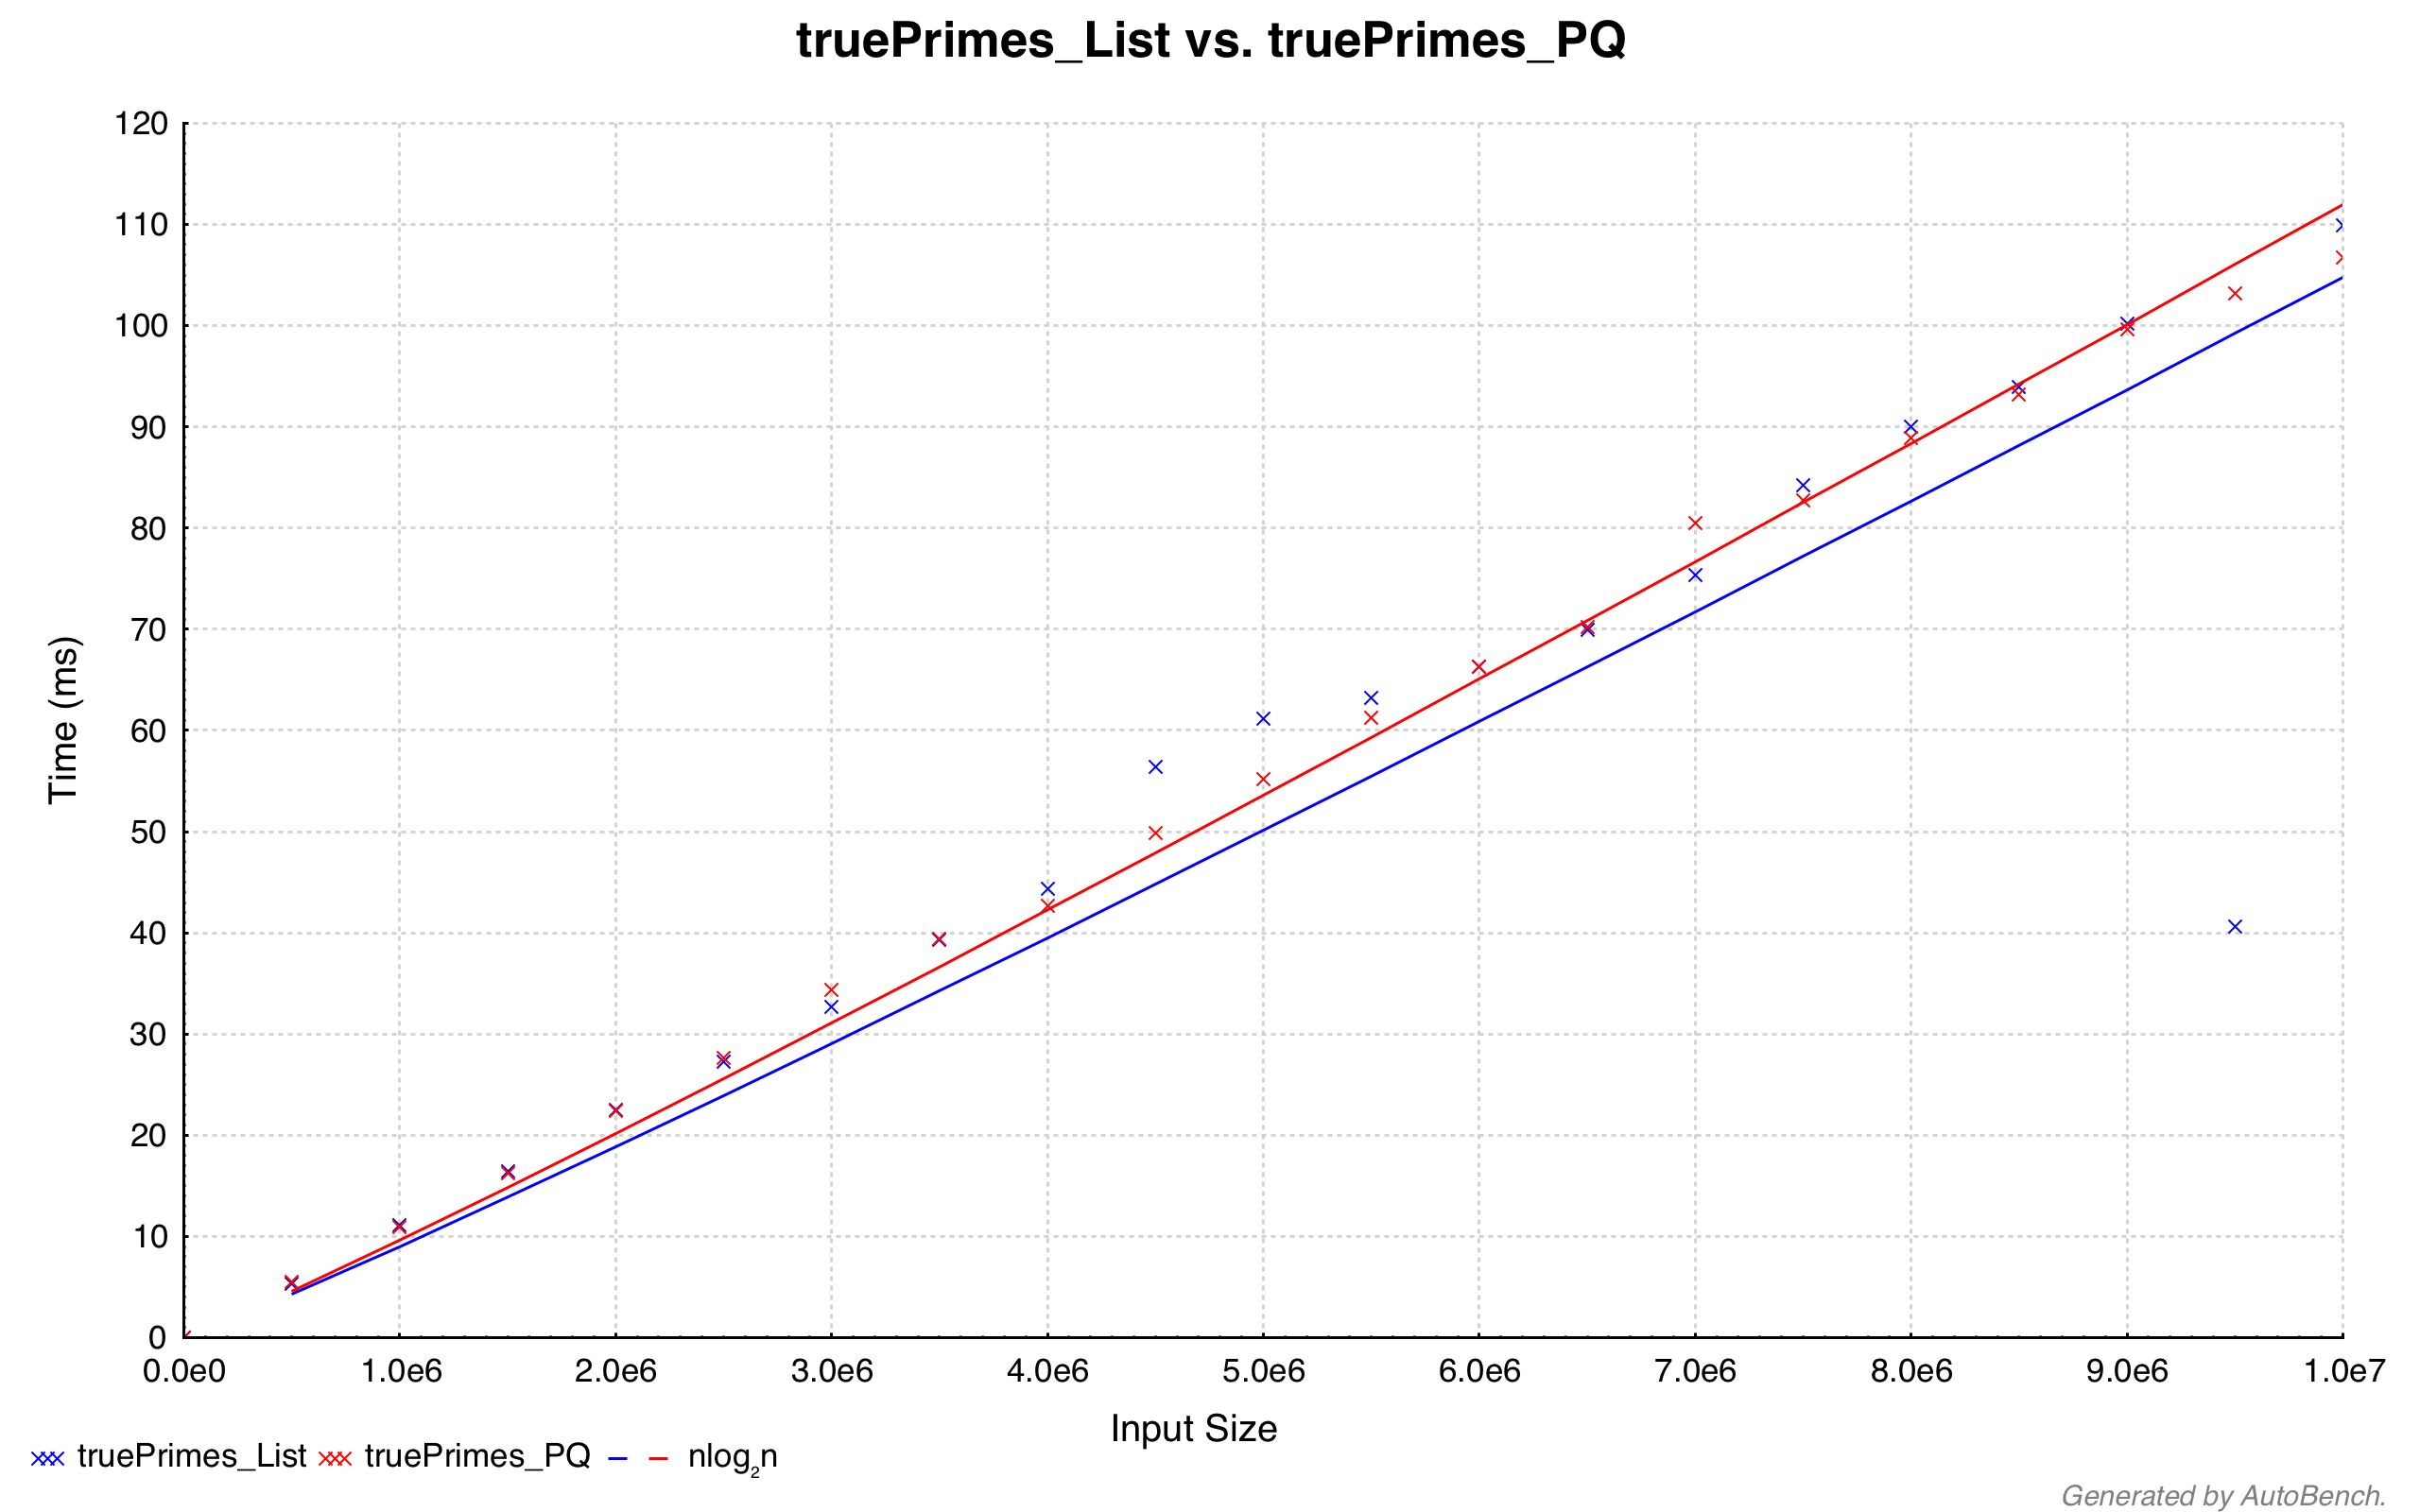 truePrimes_List vs. truePrimes_PQ
120
110
100
90
80
70
60
50
40
30
20
10
0
Time (ms)
0.0e0 1.0e6 2.0e6 3.0e6 4.0e6 5.0e6 6.0e6 7.0e6 8.0e6 9.0e6 1.0e7
Input Size
truePrimes_List truePrimes_PQ nlog₂n
Generated by AutoBench.